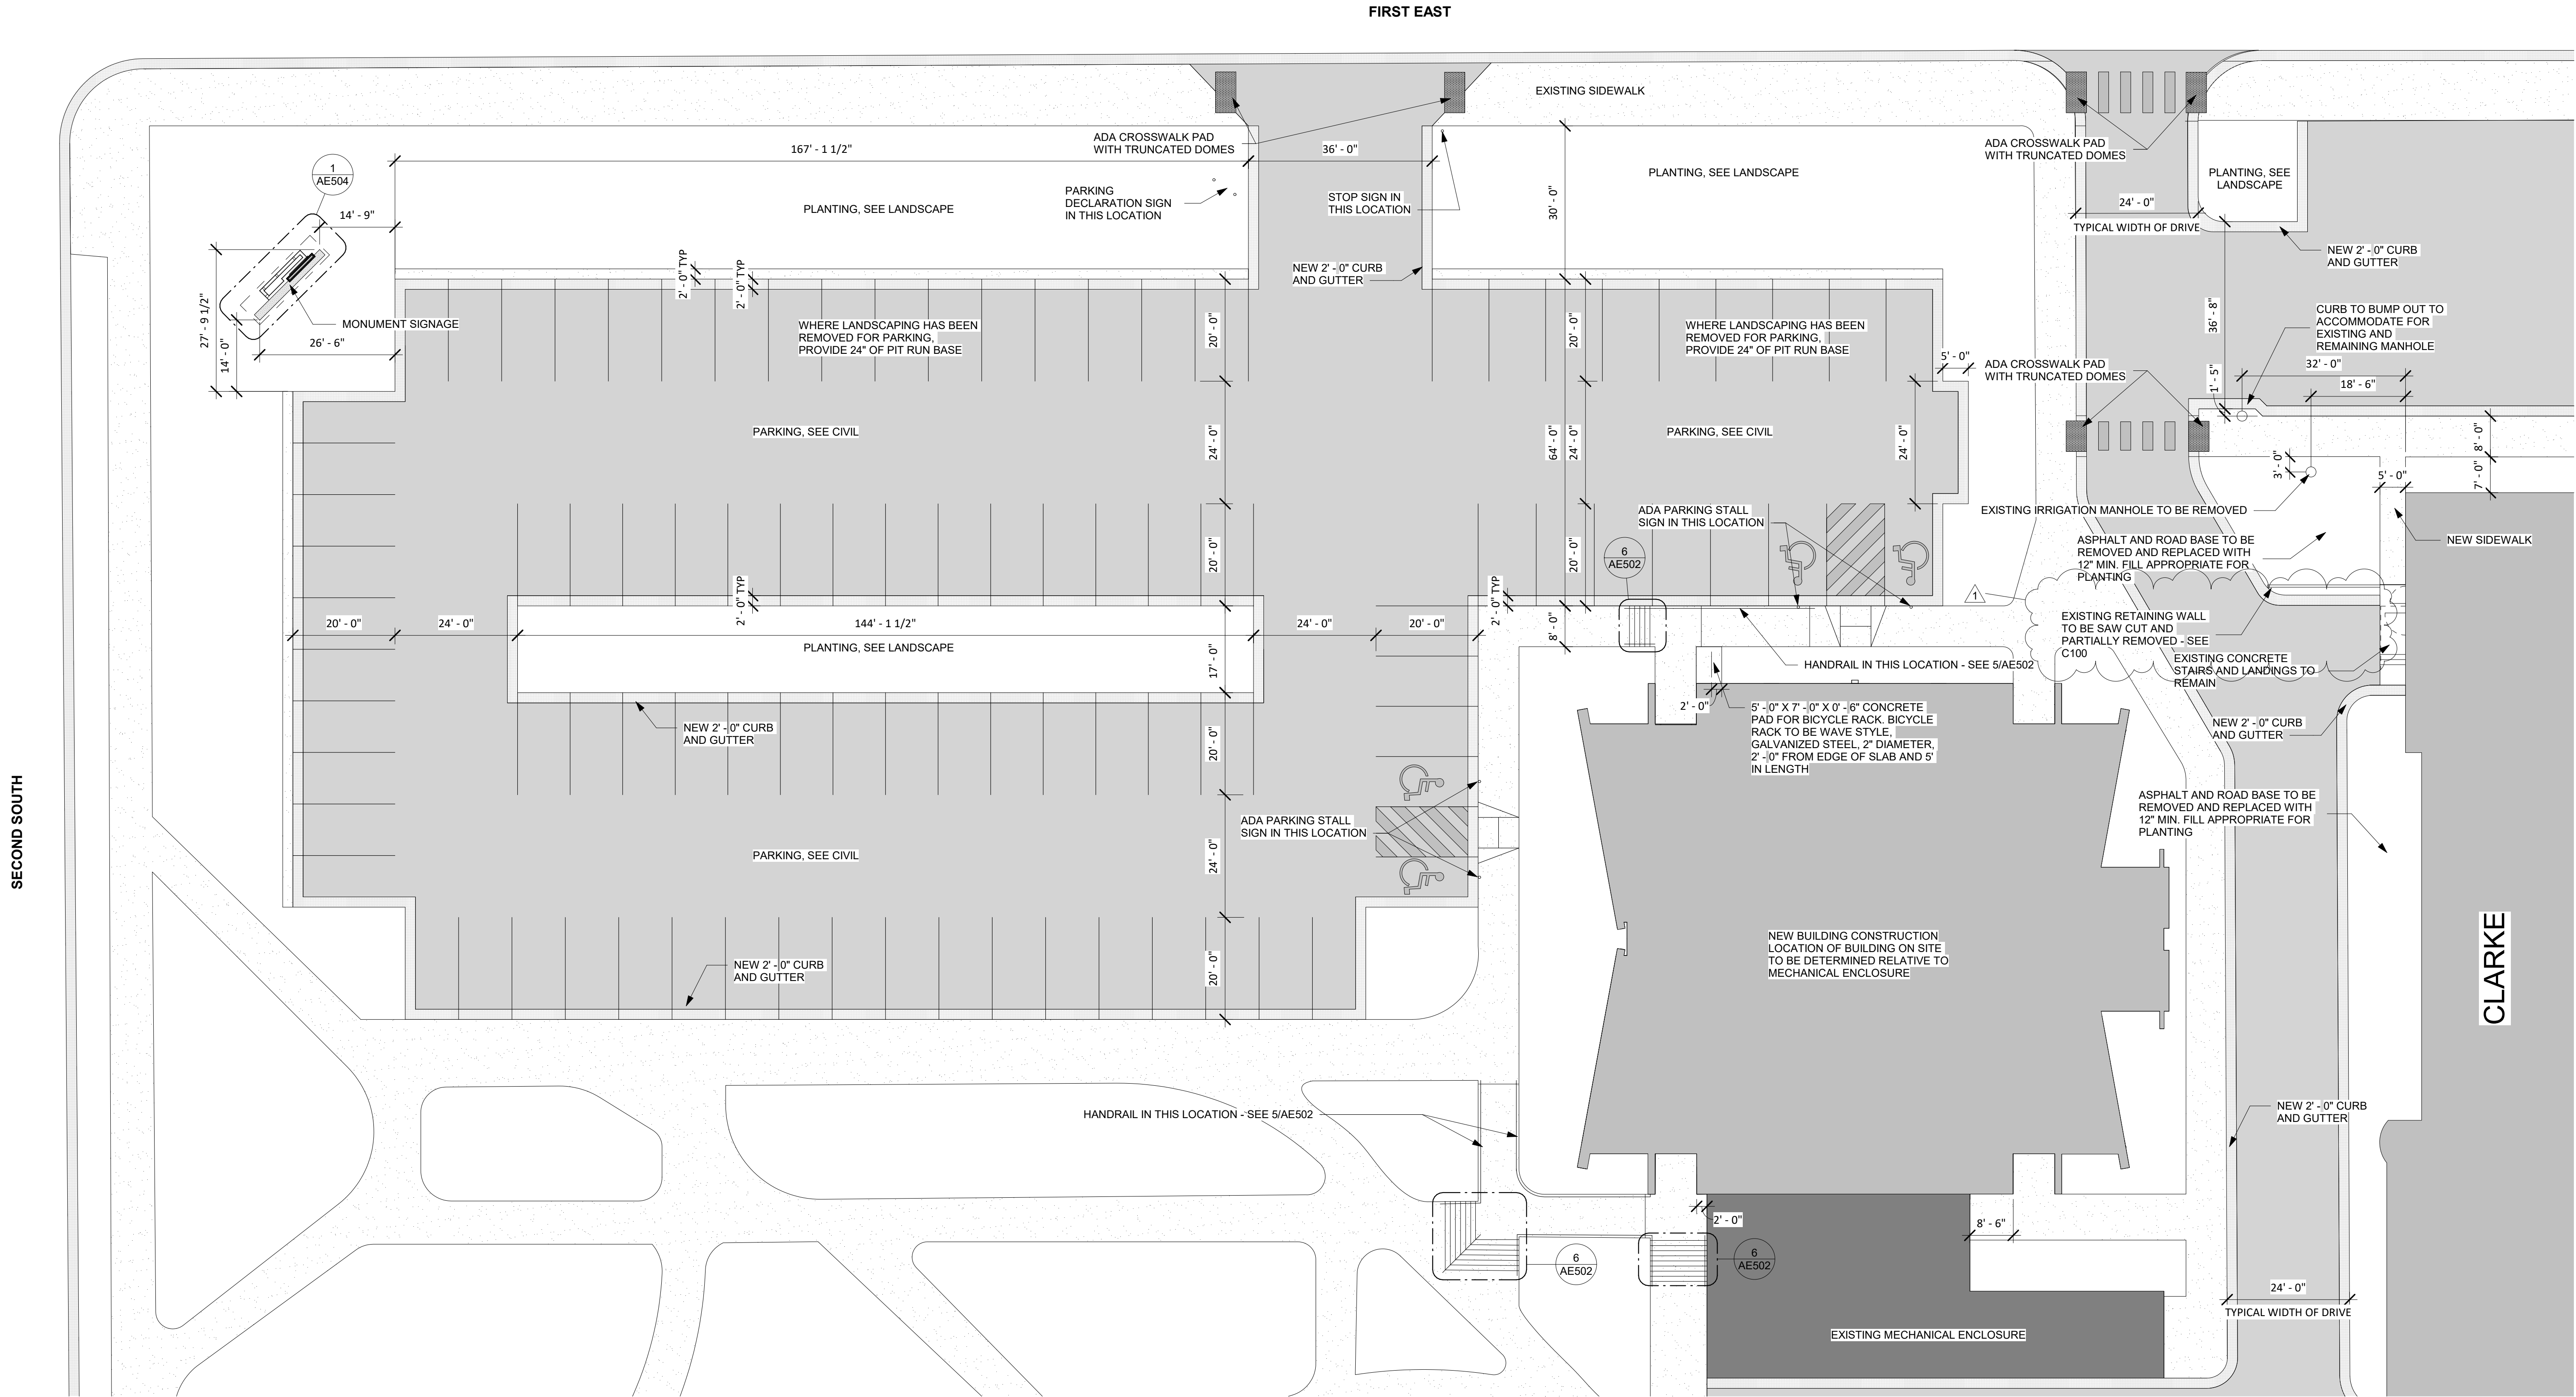 FIRST EAST
EXISTING SIDEWALK
ADA CROSSWALK PAD
WITH TRUNCATED DOMES
167' - 1 1/2"
36' - 0"
1
AE504
14' - 9"
PARKING
DECLARATION SIGN
IN THIS LOCATION
PLANTING, SEE LANDSCAPE
STOP SIGN IN
THIS LOCATION
30' - 0"
PLANTING, SEE LANDSCAPE
ADA CROSSWALK PAD
WITH TRUNCATED DOMES
PLANTING, SEE
LANDSCAPE
24' - 0"
TYPICAL WIDTH OF DRIVE
NEW 2' - 0" CURB
AND GUTTER
2' - 0" TYP
2' - 0" TYP
NEW 2' - 0" CURB
AND GUTTER
27' - 9 1/2"
14' - 0"
MONUMENT SIGNAGE
26' - 6"
WHERE LANDSCAPING HAS BEEN
REMOVED FOR PARKING,
PROVIDE 24" OF PIT RUN BASE
20' - 0"
20' - 0"
WHERE LANDSCAPING HAS BEEN
REMOVED FOR PARKING,
PROVIDE 24" OF PIT RUN BASE
5' - 0"
36' - 8"
CURB TO BUMP OUT TO
ACCOMMODATE FOR
EXISTING AND
REMAINING MANHOLE
ADA CROSSWALK PAD
WITH TRUNCATED DOMES
1' - 5"
32' - 0"
18' - 6"
PARKING, SEE CIVIL
24' - 0"
64' - 0"
24' - 0"
PARKING, SEE CIVIL
24' - 0"
8' - 0"
3' - 0"
5' - 0"
7' - 0"
ADA PARKING STALL
SIGN IN THIS LOCATION
EXISTING IRRIGATION MANHOLE TO BE REMOVED
20' - 0"
20' - 0"
6
AE502
ASPHALT AND ROAD BASE TO BE
REMOVED AND REPLACED WITH
12" MIN. FILL APPROPRIATE FOR
PLANTING
NEW SIDEWALK
2' - 0" TYP
2' - 0" TYP
1
20' - 0"
24' - 0"
144' - 1 1/2"
24' - 0"
20' - 0"
8' - 0"
PLANTING, SEE LANDSCAPE
17' - 0"
EXISTING RETAINING WALL
TO BE SAW CUT AND
PARTIALLY REMOVED - SEE
C100
HANDRAIL IN THIS LOCATION - SEE 5/AE502
EXISTING CONCRETE
STAIRS AND LANDINGS TO
REMAIN
2' - 0"
5' - 0" X 7' - 0" X 0' - 6" CONCRETE
PAD FOR BICYCLE RACK. BICYCLE
RACK TO BE WAVE STYLE,
GALVANIZED STEEL, 2" DIAMETER,
2' - 0" FROM EDGE OF SLAB AND 5'
IN LENGTH
NEW 2' - 0" CURB
AND GUTTER
NEW 2' - 0" CURB
AND GUTTER
20' - 0"
SECOND SOUTH
ADA PARKING STALL
SIGN IN THIS LOCATION
ASPHALT AND ROAD BASE TO BE
REMOVED AND REPLACED WITH
12" MIN. FILL APPROPRIATE FOR
PLANTING
PARKING, SEE CIVIL
24' - 0"
NEW BUILDING CONSTRUCTION
LOCATION OF BUILDING ON SITE
TO BE DETERMINED RELATIVE TO
MECHANICAL ENCLOSURE
CLARKE
NEW 2' - 0" CURB
AND GUTTER
20' - 0"
HANDRAIL IN THIS LOCATION - SEE 5/AE502
NEW 2' - 0" CURB
AND GUTTER
2' - 0"
8' - 6"
6
AE502
6
AE502
24' - 0"
TYPICAL WIDTH OF DRIVE
EXISTING MECHANICAL ENCLOSURE